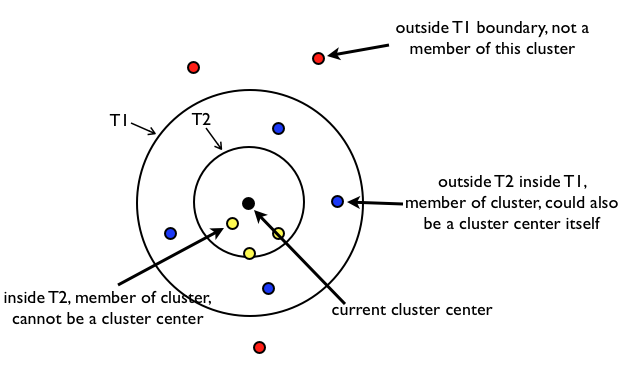 outside T1 boundary, not a
member of this cluster
T1
T2
outside T2 inside T1,
member of cluster, could also
be a cluster center itself
inside T2, member of cluster,
cannot be a cluster center
current cluster center